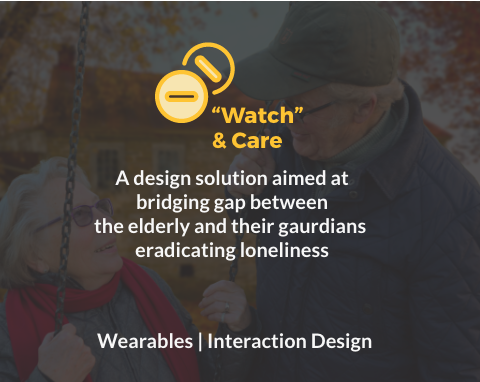 “Watch”
& Care
A design solution aimed at
bridging gap between
the elderly and their gaurdians
eradicating loneliness
Wearables | Interaction Design